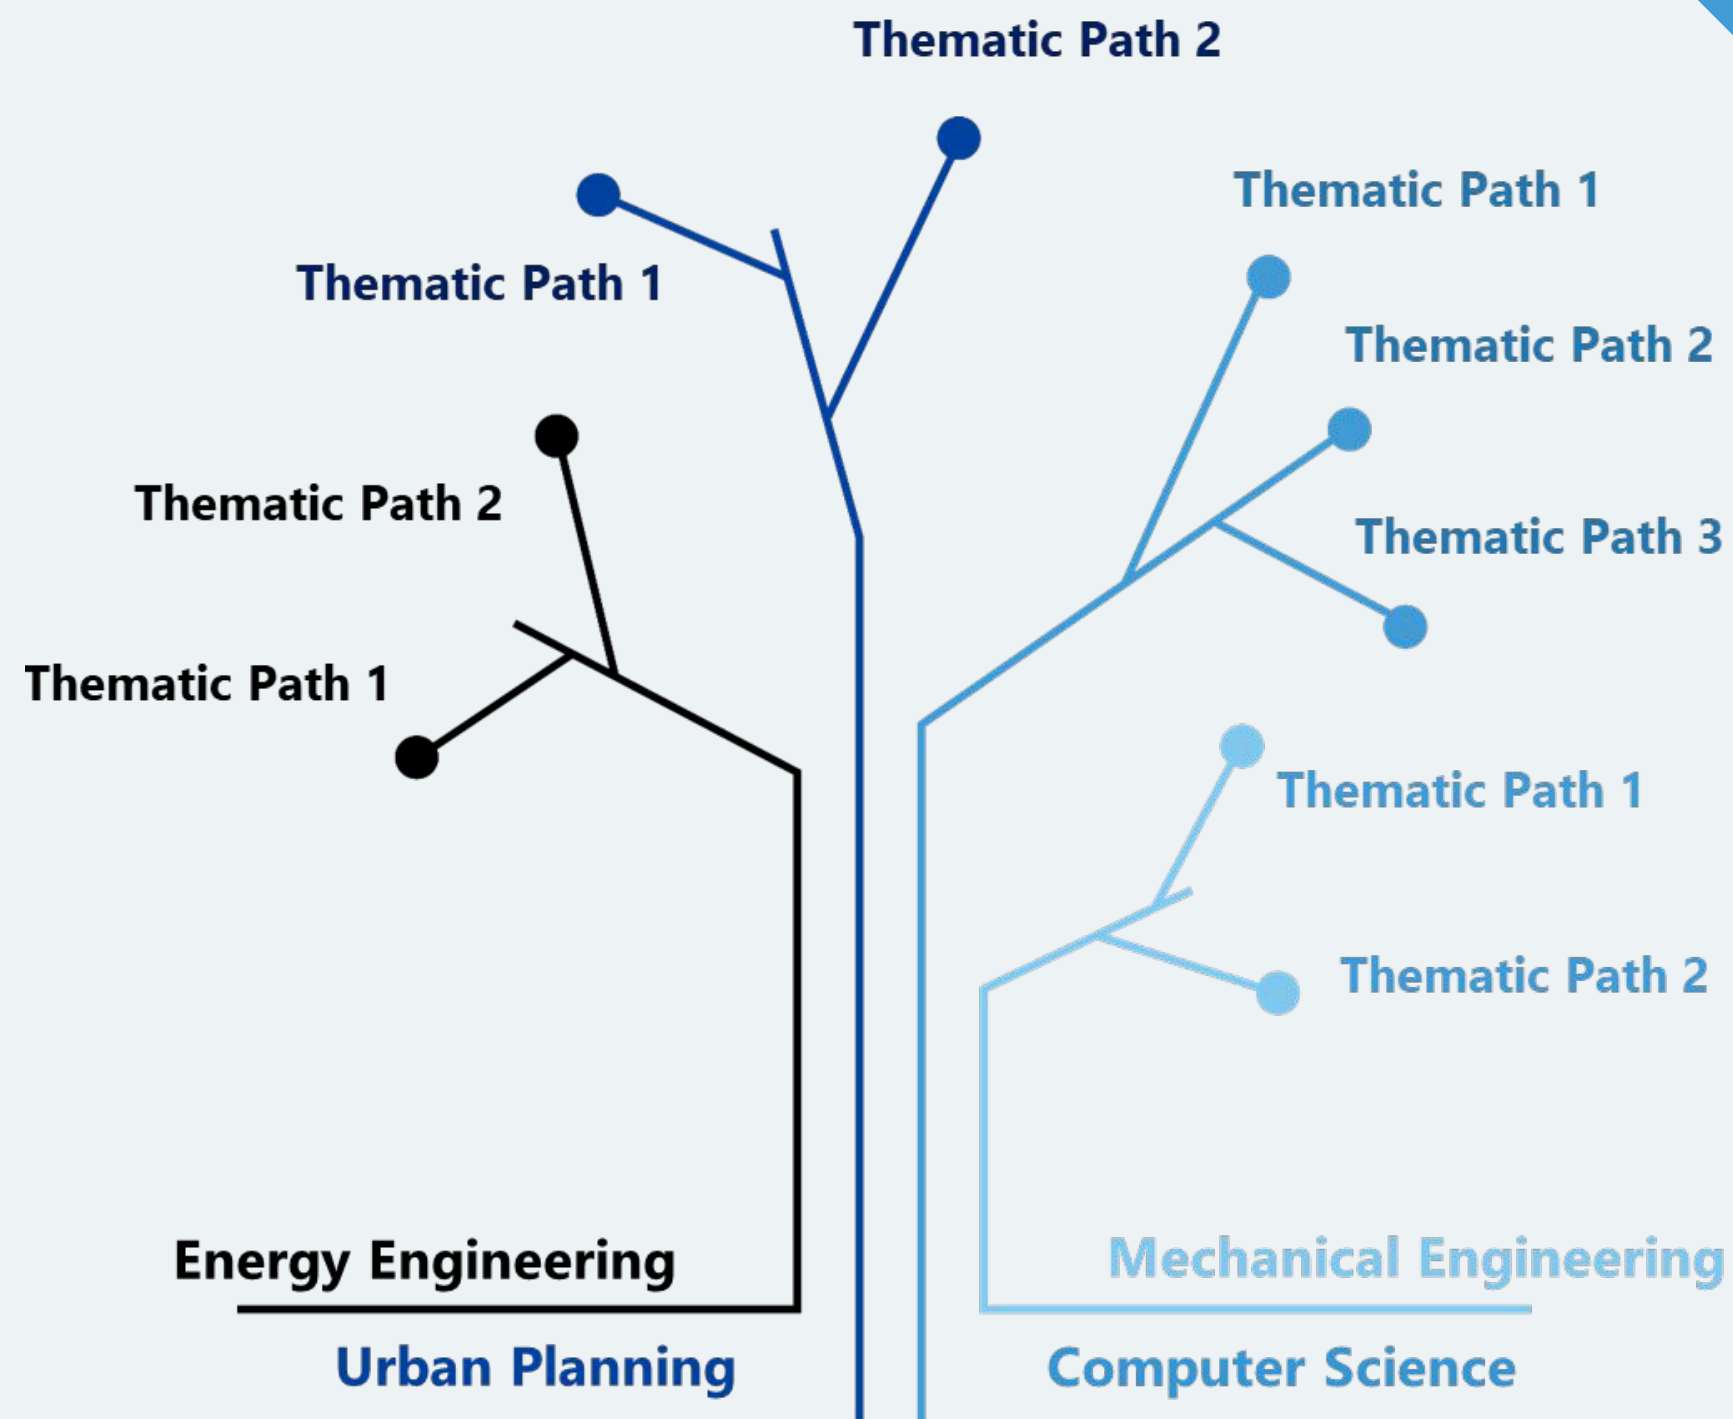 Thematic Path 2
Thematic Path 1
Thematic Path 1
Thematic Path 2
Thematic Path 2
Thematic Path 3
Thematic Path 1
Thematic Path 1
Thematic Path 2
Energy Engineering
Mechanical Engineering
Urban Planning
Computer Science